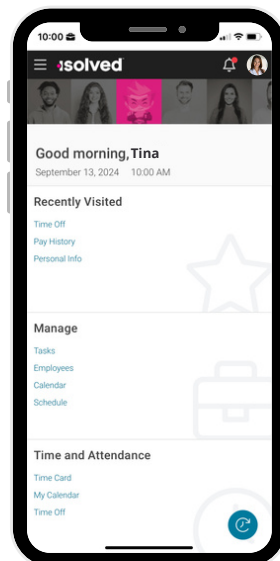 10:00
isolved
Good morning, Tina
September 13, 2024 10:00 AM
Recently Visited
Time Off
Pay History
Personal Info
Manage
Tasks
Employees
Calendar
Schedule
Time and Attendance
Time Card
My Calendar
Time Off